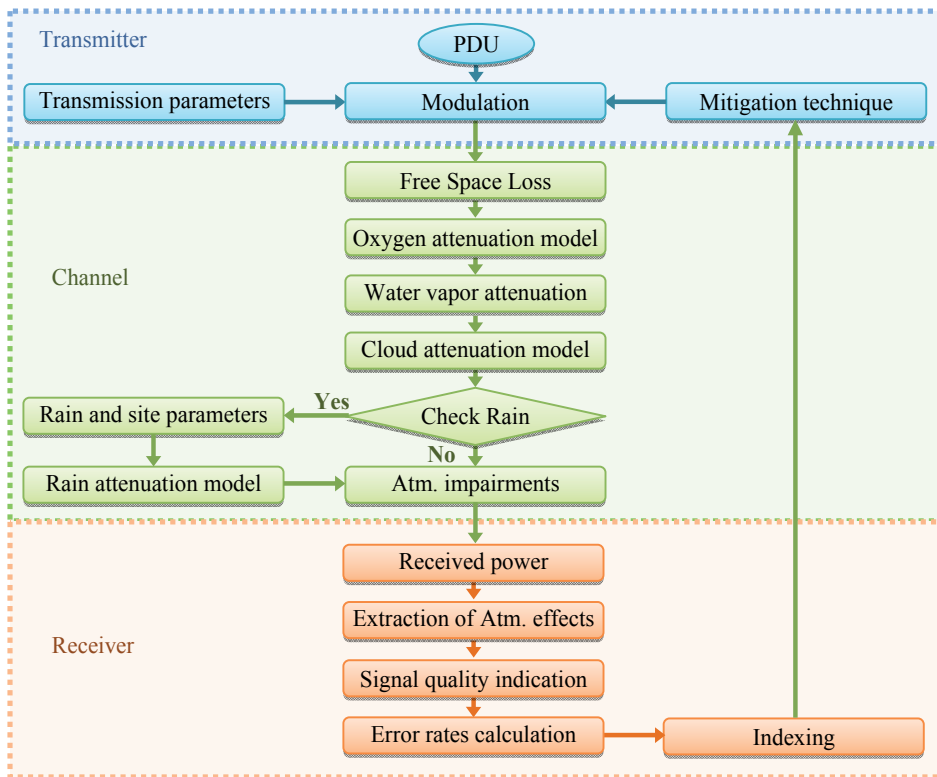 Transmitter
PDU
Transmission parameters
Modulation
Mitigation technique
Channel
Free Space Loss
Oxygen attenuation model
Water vapor attenuation
Cloud attenuation model
Check Rain
Yes
No
Rain and site parameters
Rain attenuation model
Atm. impairments
Receiver
Received power
Extraction of Atm. effects
Signal quality indication
Error rates calculation
Indexing